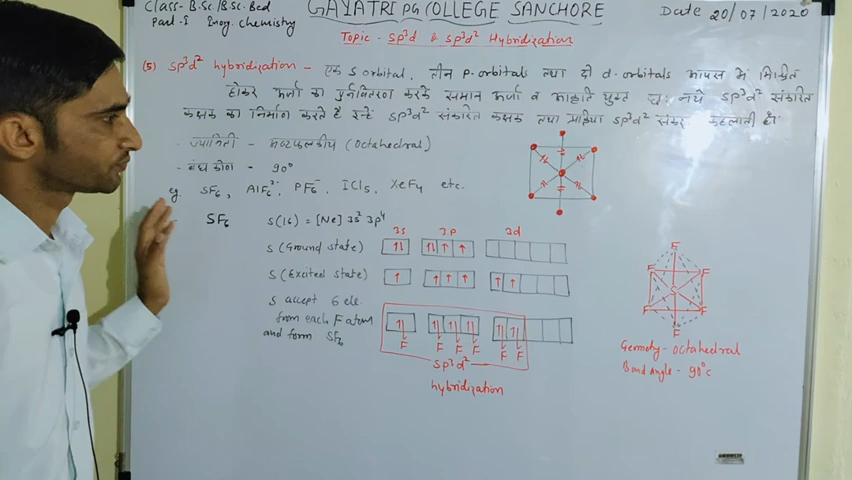 Class- B.Sc/BSc.Bed
Part-I Inorg. Chemistry
GAYATRI PG COLLEGE SANCHORE
Date 20/07/2020
Topic - Sp³d & sp³d² Hybridization
(5) Sp³d² hybridization - एक s orbital, तीन p-orbitals तथा दो d-orbitals आपस में मिश्रित
होकर ऊर्जा का पुनर्वितरण करके समान ऊर्जा व आकृति युक्त छः नये sp³d² संकरित
कक्षक का निर्माण करते है इन्हे sp³d² संकरित कक्षक तथा प्रक्रिया sp³d² संकरण कहलाती है।
- ज्यामिती - अष्टफलकीय (Octahedral)
- बंध कोण - 90°
eg. SF₆, AlF₆³⁻, PF₆⁻, ICl₅, XeF₄ etc.
SF₆ S(16) = [Ne] 3s² 3p⁴
3s 3p 3d
S (Ground state)
S (Excited state)
S accept 6 ele.
from each F atom
and form SF₆
F F F F F F
Sp³d²
hybridization
F
F F
S
F F
F
Geometry - Octahedral
Bond Angle - 90°c